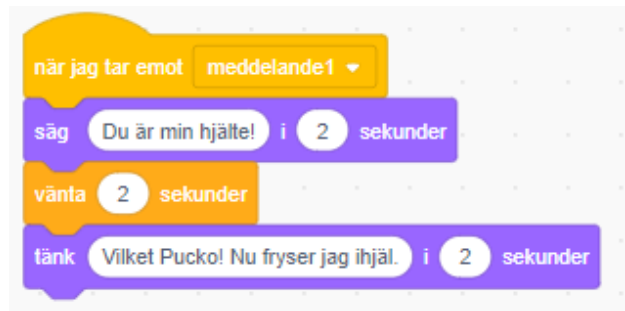 när jag tar emot meddelande1
säg Du är min hjälte! i 2 sekunder
vänta 2 sekunder
tänk Vilket Pucko! Nu fryser jag ihjäl. i 2 sekunder